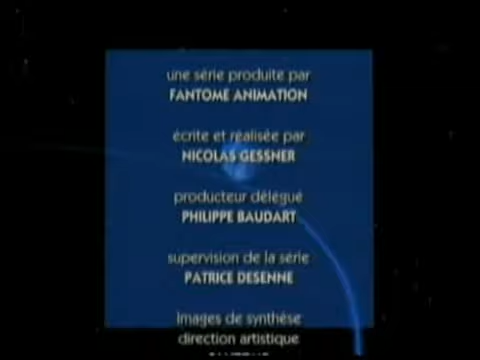 une série produite par
FANTOME ANIMATION
écrite et réalisée par
NICOLAS GESSNER
producteur délégué
PHILIPPE BAUDART
supervision de la série
PATRICE DESENNE
Images de synthèse
direction artistique